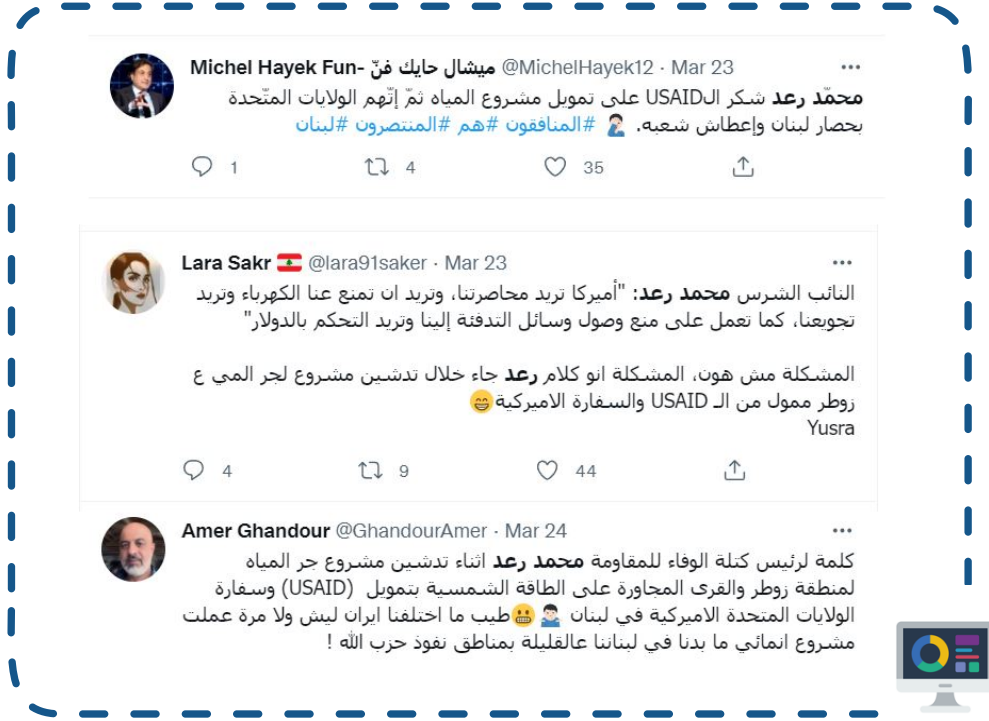 Michel Hayek Fun- ميشال حايك فنّ @MichelHayek12 · Mar 23
محمّد رعد شكر الـUSAID على تمويل مشروع المياه ثمّ إتّهم الولايات المتّحدة
بحصار لبنان وإعطاش شعبه. 🤦🏻‍♂️ #المنافقون #هم #المنتصرون #لبنان
1 4 35
Lara Sakr 🇱🇧 @lara91saker · Mar 23
النائب الشرس محمد رعد: "أميركا تريد محاصرتنا، وتريد ان تمنع عنا الكهرباء وتريد
تجويعنا، كما تعمل على منع وصول وسائل التدفئة إلينا وتريد التحكم بالدولار"
المشكلة مش هون، المشكلة انو كلام رعد جاء خلال تدشين مشروع لجر المي ع
زوطر ممول من الـ USAID والسفارة الاميركية😁
Yusra
4 9 44
Amer Ghandour @GhandourAmer · Mar 24
كلمة لرئيس كتلة الوفاء للمقاومة محمد رعد اثناء تدشين مشروع جر المياه
لمنطقة زوطر والقرى المجاورة على الطاقة الشمسية بتمويل (USAID) وسفارة
الولايات المتحدة الاميركية في لبنان 🤷🏻‍♂️😬طيب ما اختلفنا ايران ليش ولا مرة عملت
مشروع انمائي ما بدنا في لبناننا عالقليلة بمناطق نفوذ حزب الله !